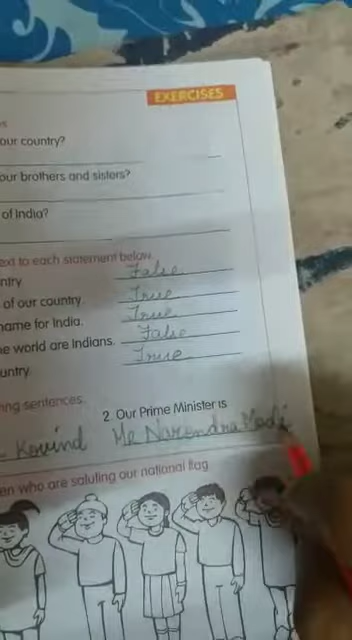 EXERCISES
our country?
our brothers and sisters?
of India?
ext to each statement below.
ntry False
of our country. True
name for India. True
e world are Indians. False
untry. True
ing sentences.
2. Our Prime Minister is
Kovind Mr Narendra Modi
en who are saluting our national flag.